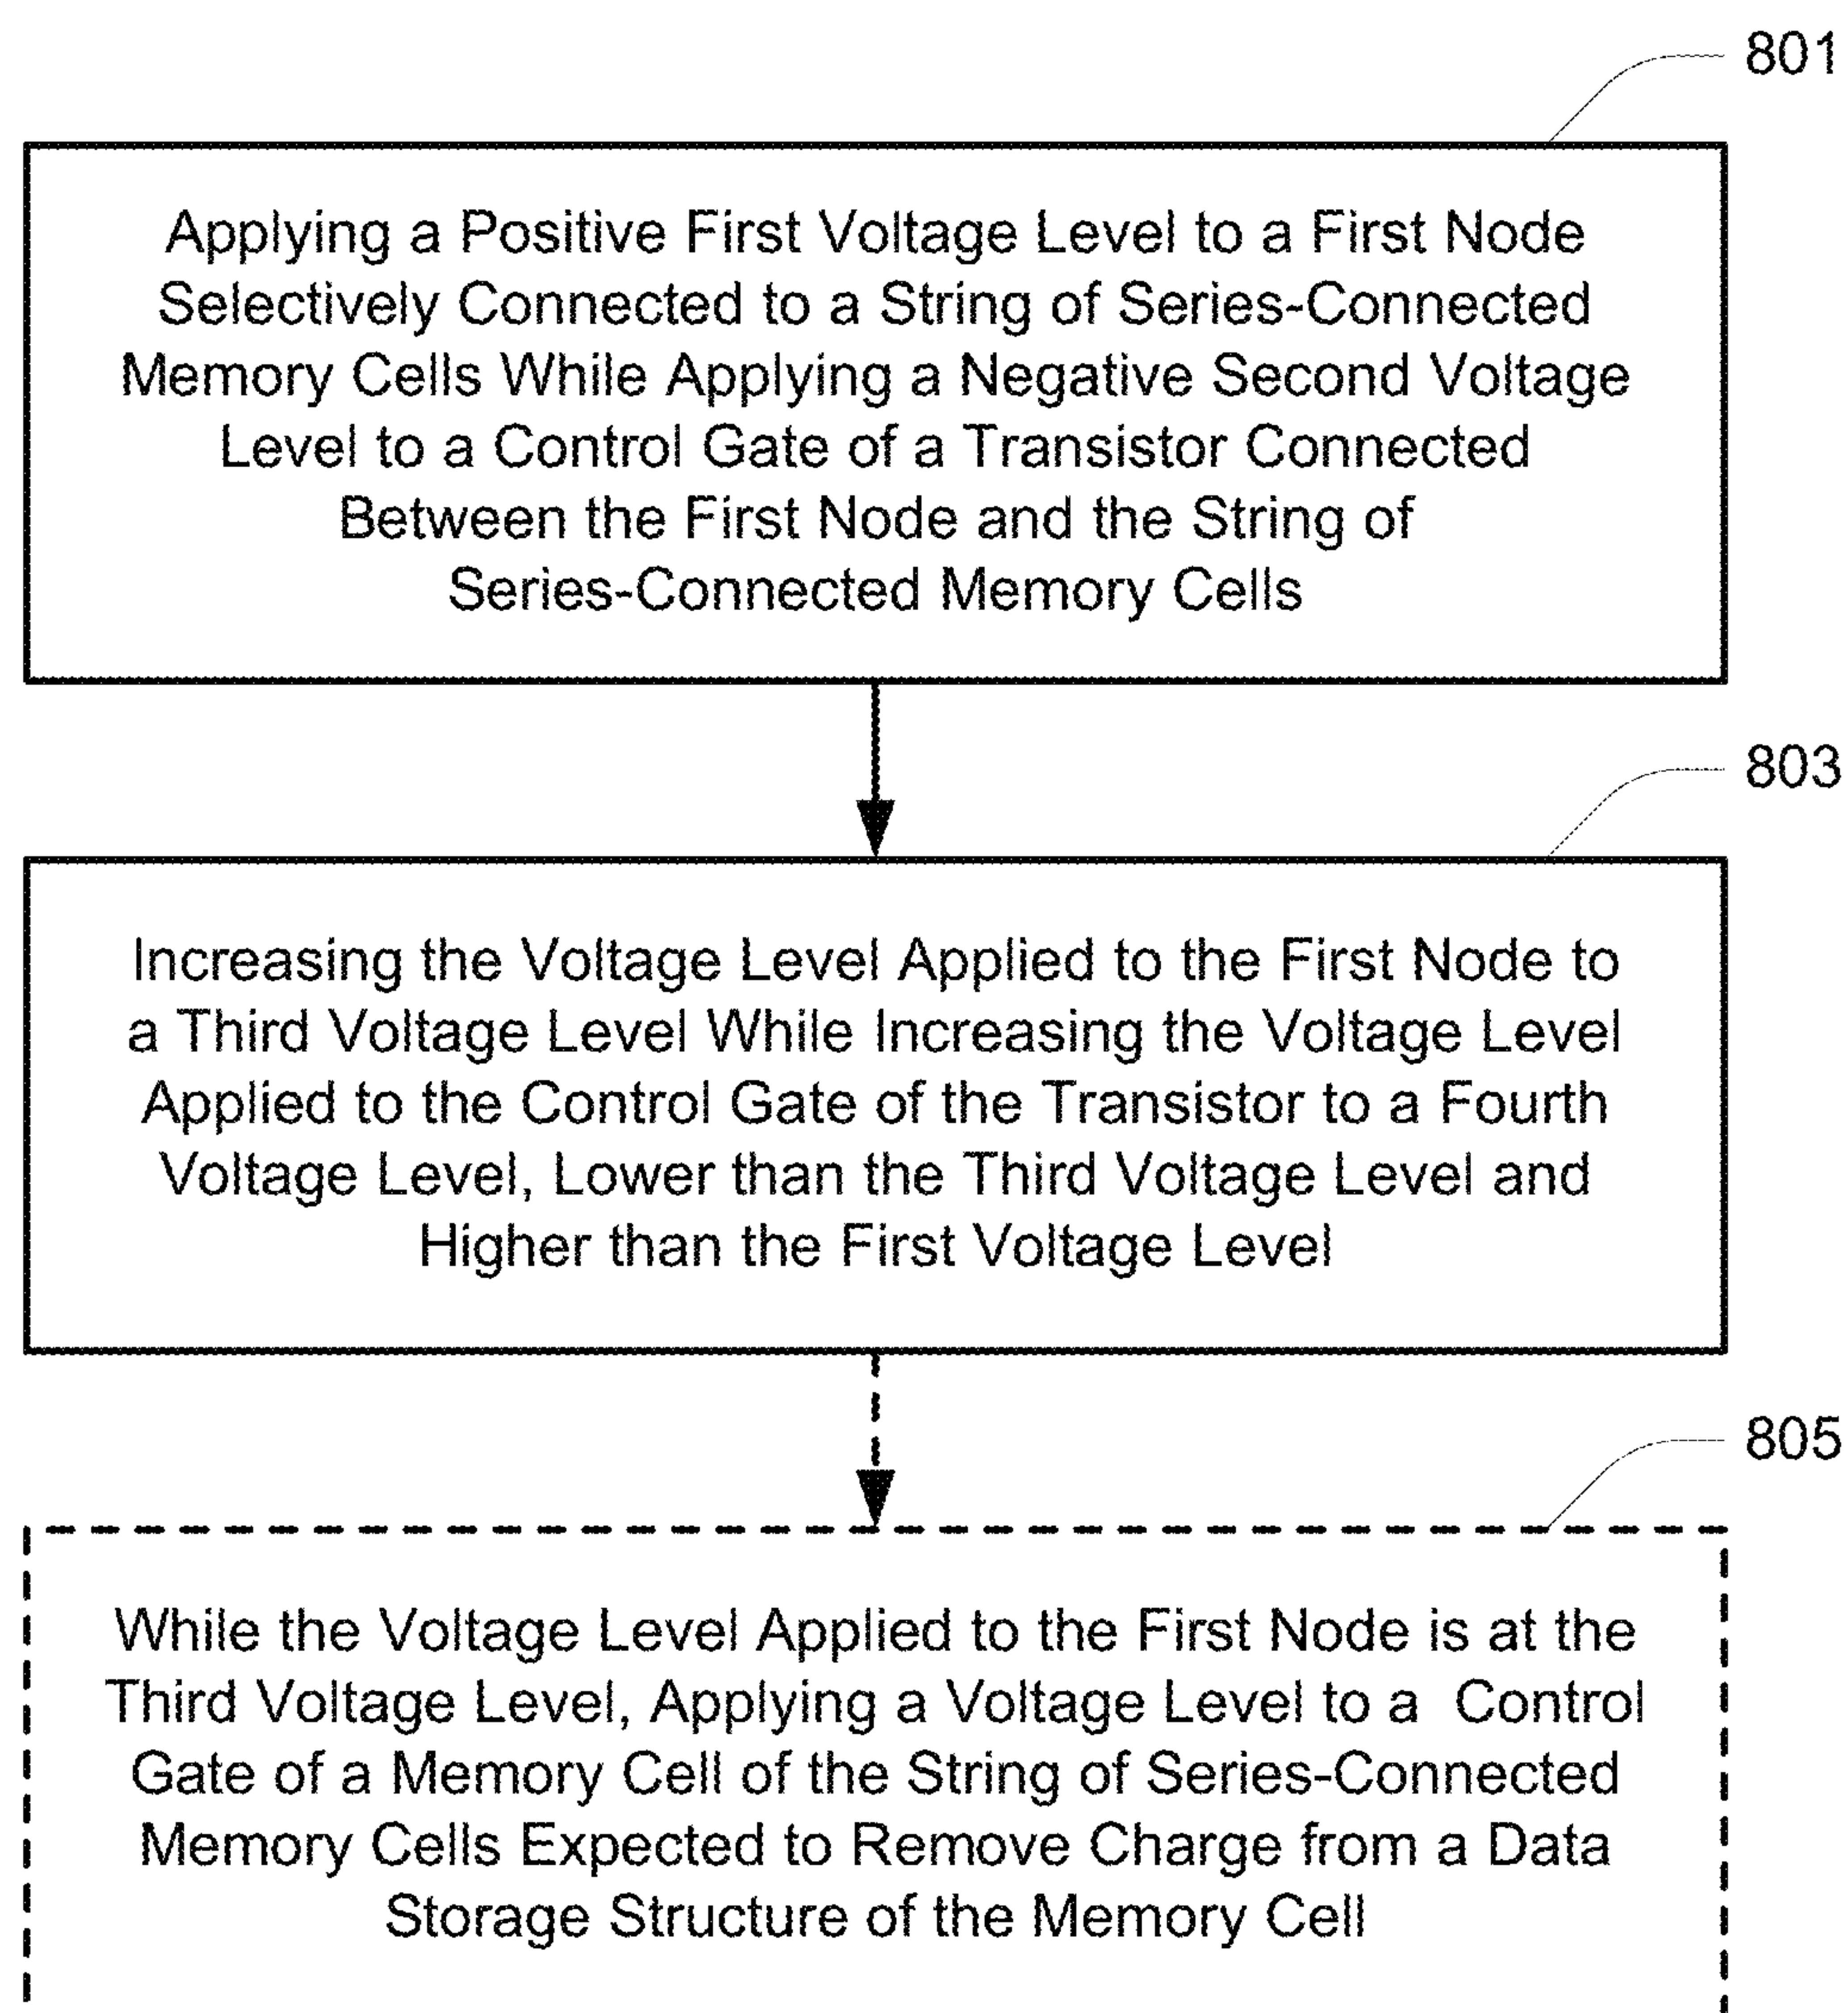 801
Applying a Positive First Voltage Level to a First Node
Selectively Connected to a String of Series-Connected
Memory Cells While Applying a Negative Second Voltage
Level to a Control Gate of a Transistor Connected
Between the First Node and the String of
Series-Connected Memory Cells
803
Increasing the Voltage Level Applied to the First Node to
a Third Voltage Level While Increasing the Voltage Level
Applied to the Control Gate of the Transistor to a Fourth
Voltage Level, Lower than the Third Voltage Level and
Higher than the First Voltage Level
805
While the Voltage Level Applied to the First Node is at the
Third Voltage Level, Applying a Voltage Level to a Control
Gate of a Memory Cell of the String of Series-Connected
Memory Cells Expected to Remove Charge from a Data
Storage Structure of the Memory Cell